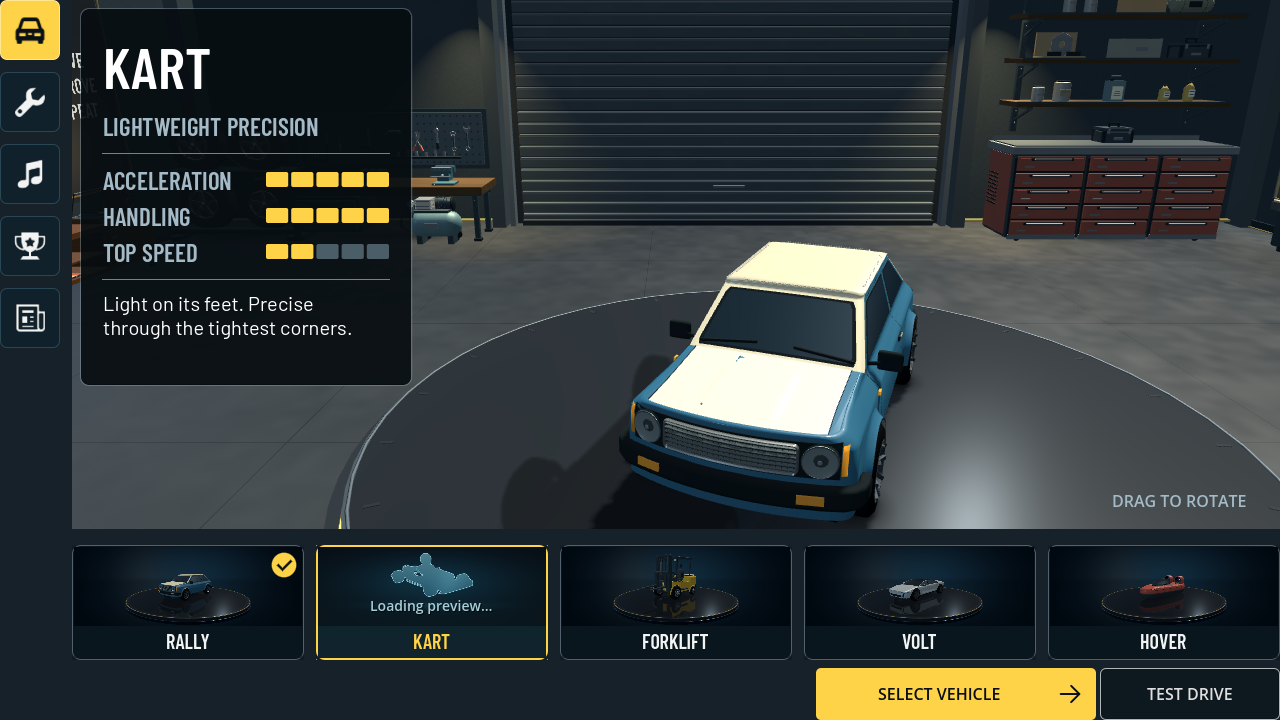 KART
LIGHTWEIGHT PRECISION
ACCELERATION
HANDLING
TOP SPEED
Light on its feet. Precise
through the tightest corners.
DRAG TO ROTATE
RALLY
Loading preview...
KART
FORKLIFT
VOLT
HOVER
SELECT VEHICLE
TEST DRIVE